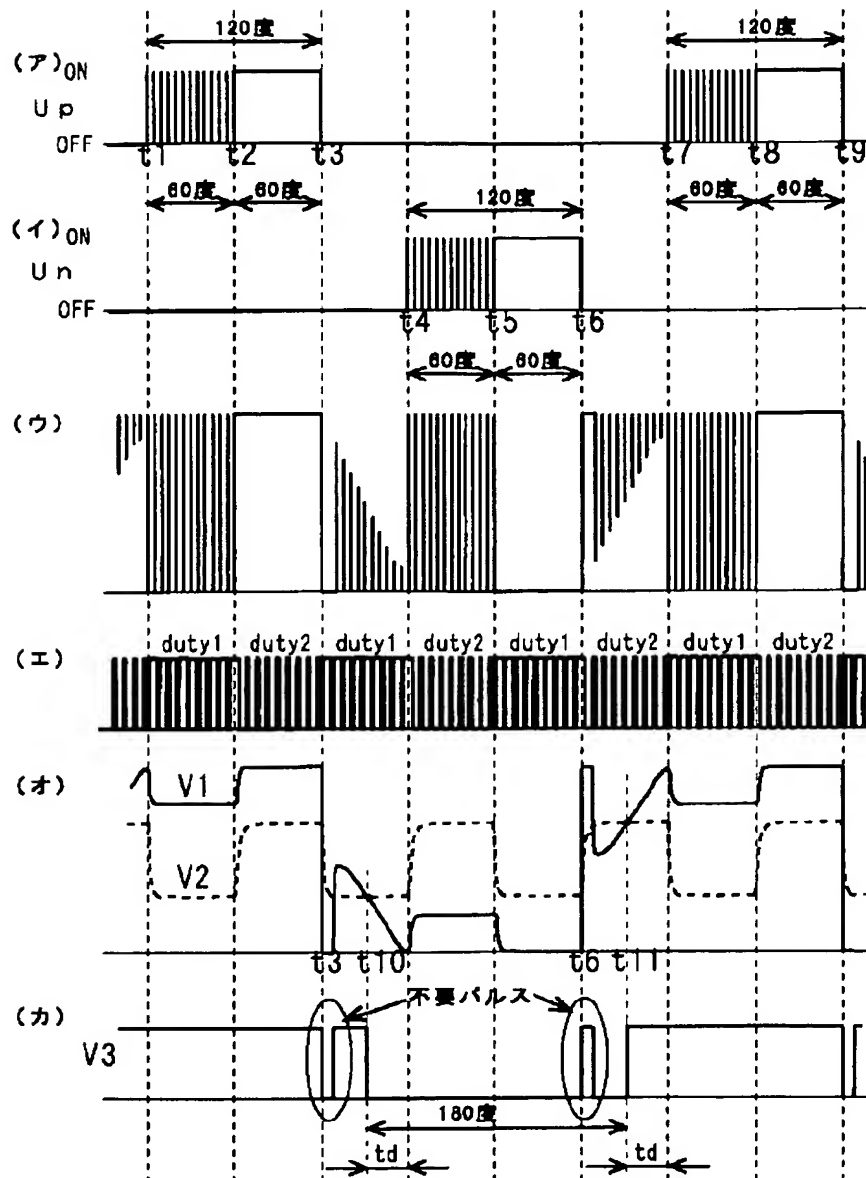 120度 120度
(ア) ON
Up
OFF t1 t2 t3 t7 t8 t9
60度 60度 120度 60度 60度
(イ) ON
Un
OFF t4 t5 t6
60度 60度
(ウ)
(エ) duty1 duty2 duty1 duty2 duty1 duty2 duty1 duty2
(オ) V1
V2
t3 t10 t6 t11
(カ) 不要パルス
V3
180度
td td